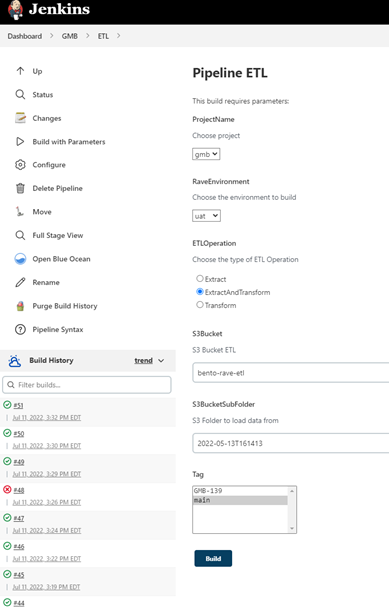 Jenkins
Dashboard > GMB > ETL >
Up
Status
Changes
Build with Parameters
Configure
Delete Pipeline
Move
Full Stage View
Open Blue Ocean
Rename
Purge Build History
Pipeline Syntax
Build History trend
Filter builds...
#51
Jul 11, 2022, 3:32 PM EDT
#50
Jul 11, 2022, 3:30 PM EDT
#49
Jul 11, 2022, 3:29 PM EDT
#48
Jul 11, 2022, 3:26 PM EDT
#47
Jul 11, 2022, 3:24 PM EDT
#46
Jul 11, 2022, 3:22 PM EDT
#45
Jul 11, 2022, 3:19 PM EDT
#44
Pipeline ETL
This build requires parameters:
ProjectName
Choose project
gmb
RaveEnvironment
Choose the environment to build
uat
ETLOperation
Choose the type of ETL Operation
Extract
ExtractAndTransform
Transform
S3Bucket
S3 Bucket ETL
bento-rave-etl
S3BucketSubFolder
S3 Folder to load data from
2022-05-13T161413
Tag
GMB-139
main
Build